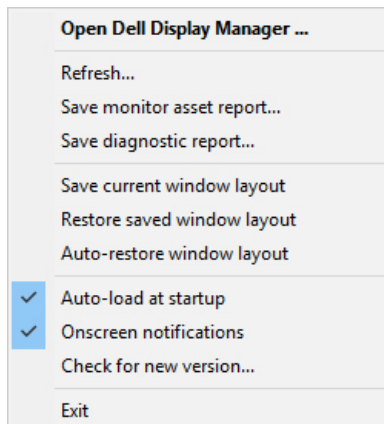 Open Dell Display Manager ...
Refresh...
Save monitor asset report...
Save diagnostic report...
Save current window layout
Restore saved window layout
Auto-restore window layout
Auto-load at startup
Onscreen notifications
Check for new version...
Exit